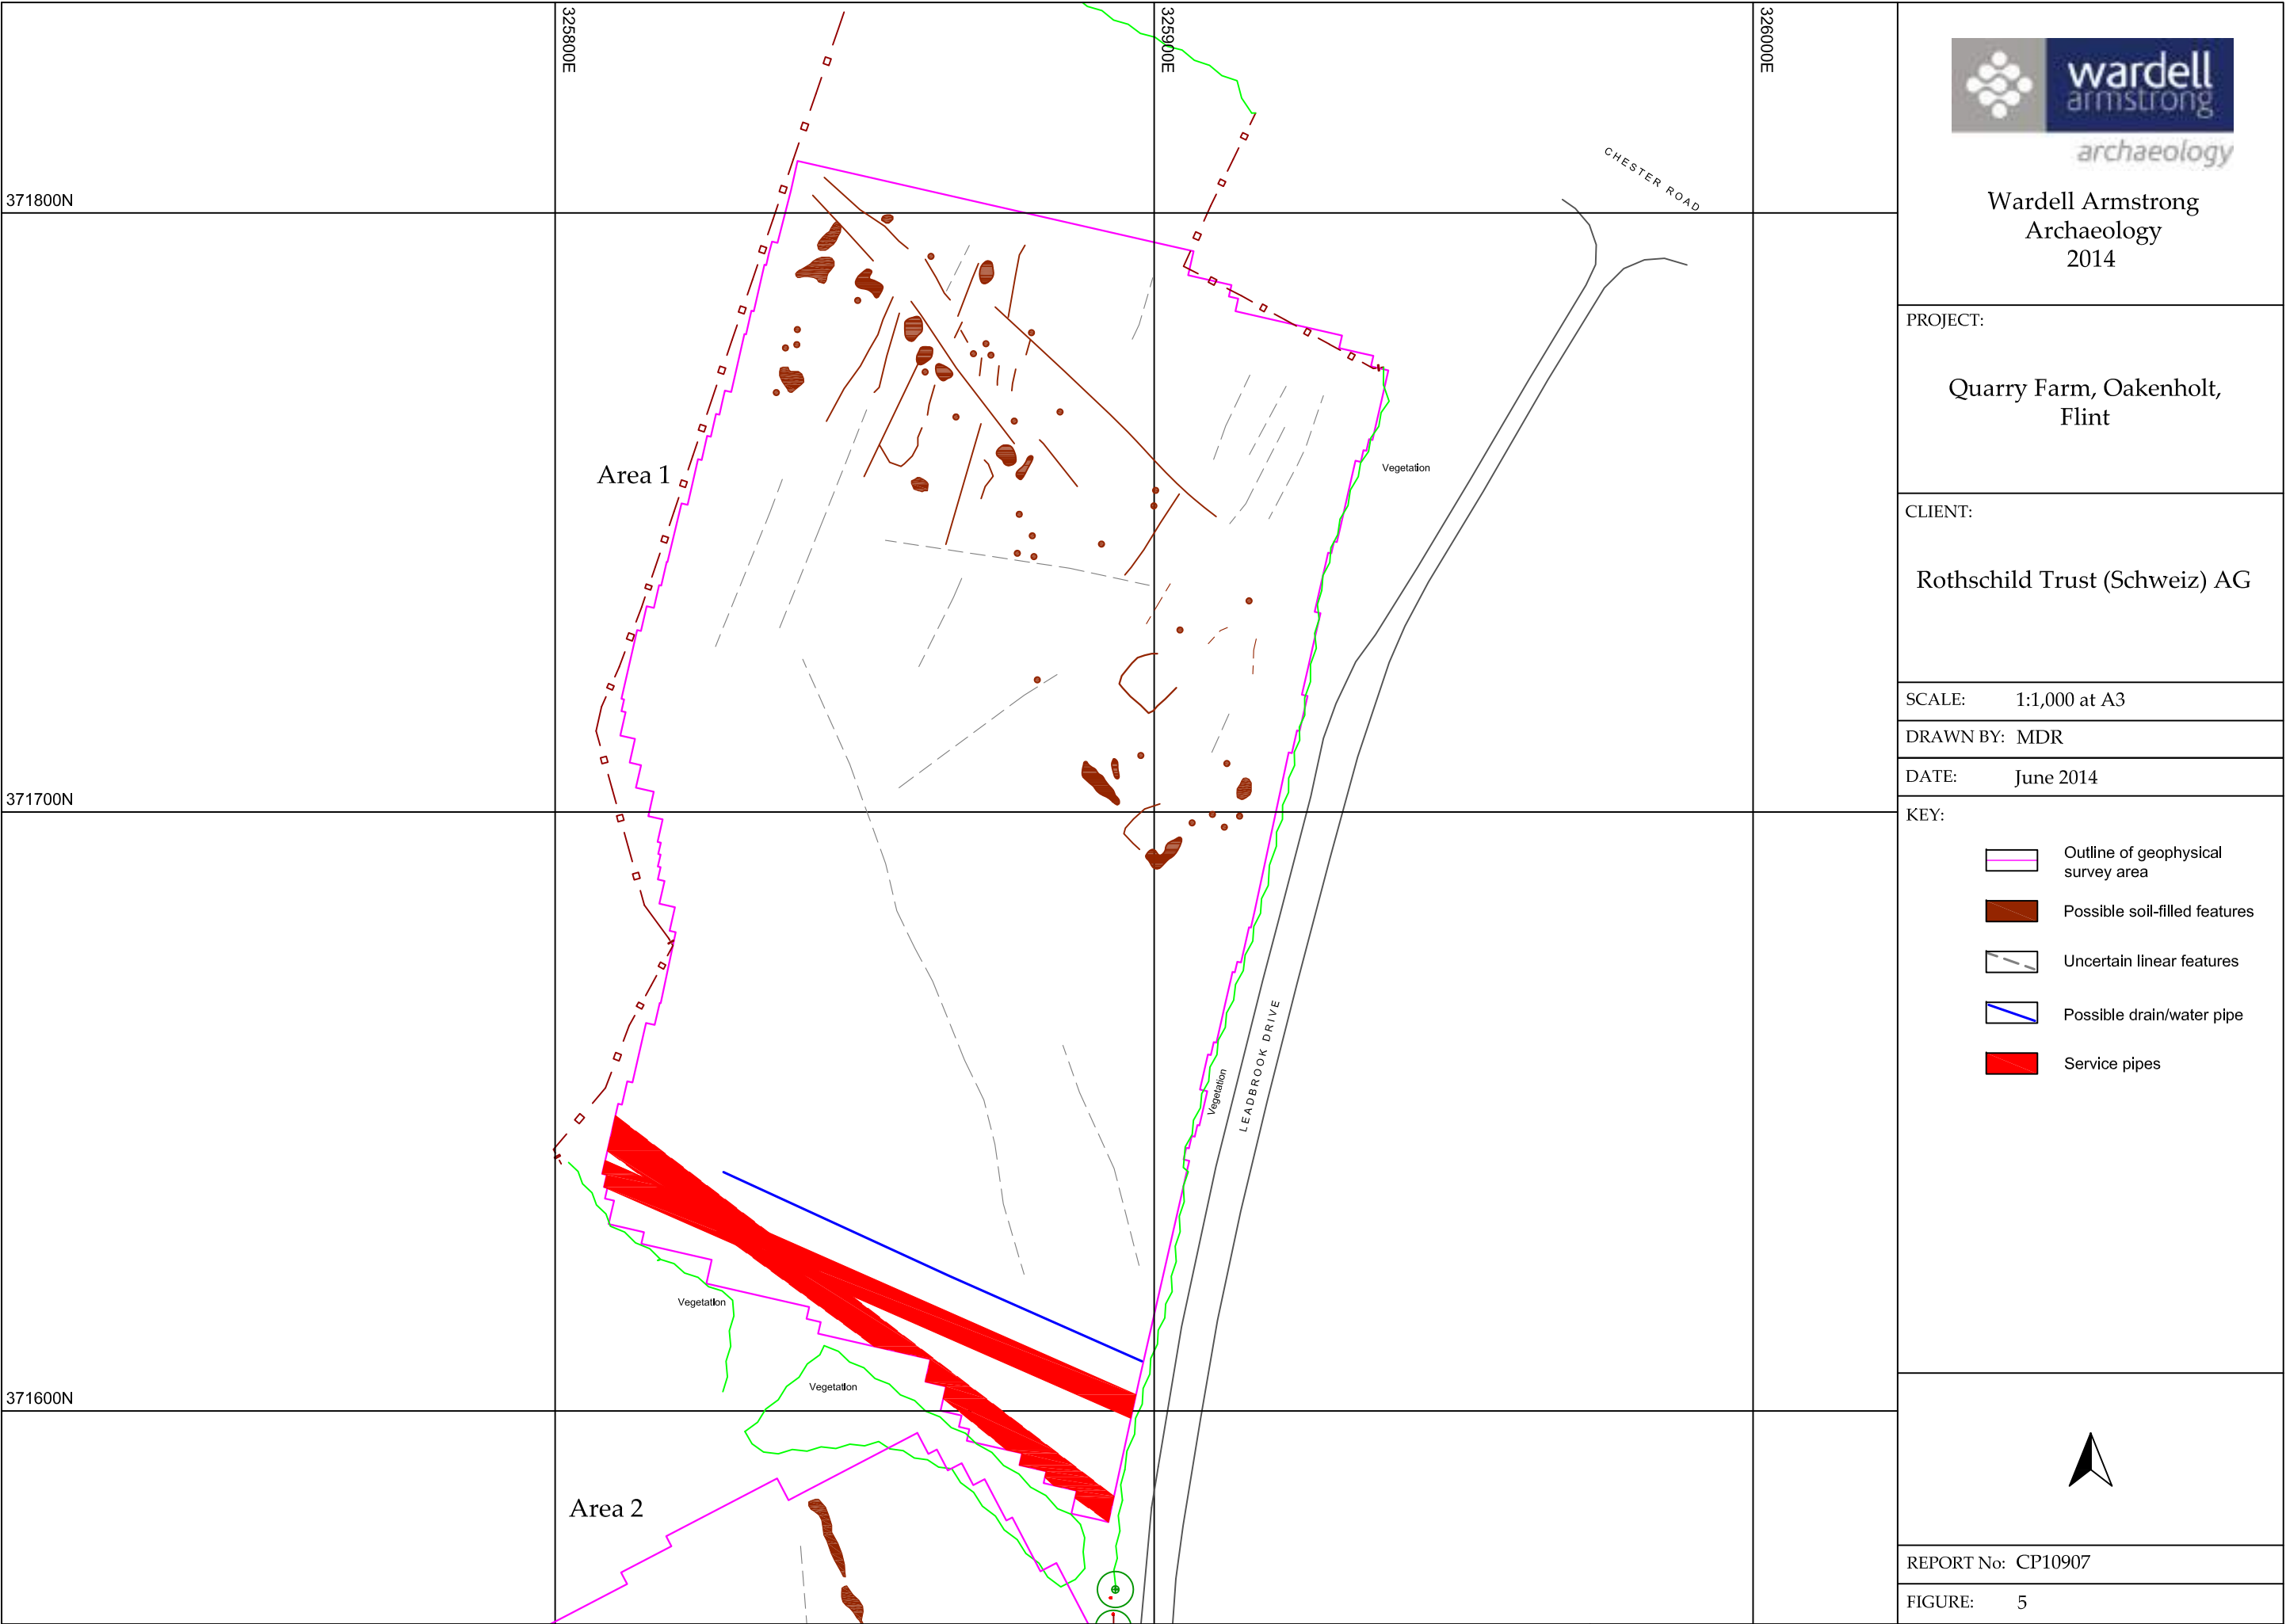 325800E
325900E
326000E
371800N
371700N
371600N
CHESTER ROAD
Area 1
Vegetation
LEADBROOK DRIVE
Vegetation
Vegetation
Vegetation
Area 2
wardell
armstrong
archaeology
Wardell Armstrong
Archaeology
2014
PROJECT:
Quarry Farm, Oakenholt,
Flint
CLIENT:
Rothschild Trust (Schweiz) AG
SCALE: 1:1,000 at A3
DRAWN BY: MDR
DATE: June 2014
KEY:
Outline of geophysical
survey area
Possible soil-filled features
Uncertain linear features
Possible drain/water pipe
Service pipes
REPORT No: CP10907
FIGURE: 5